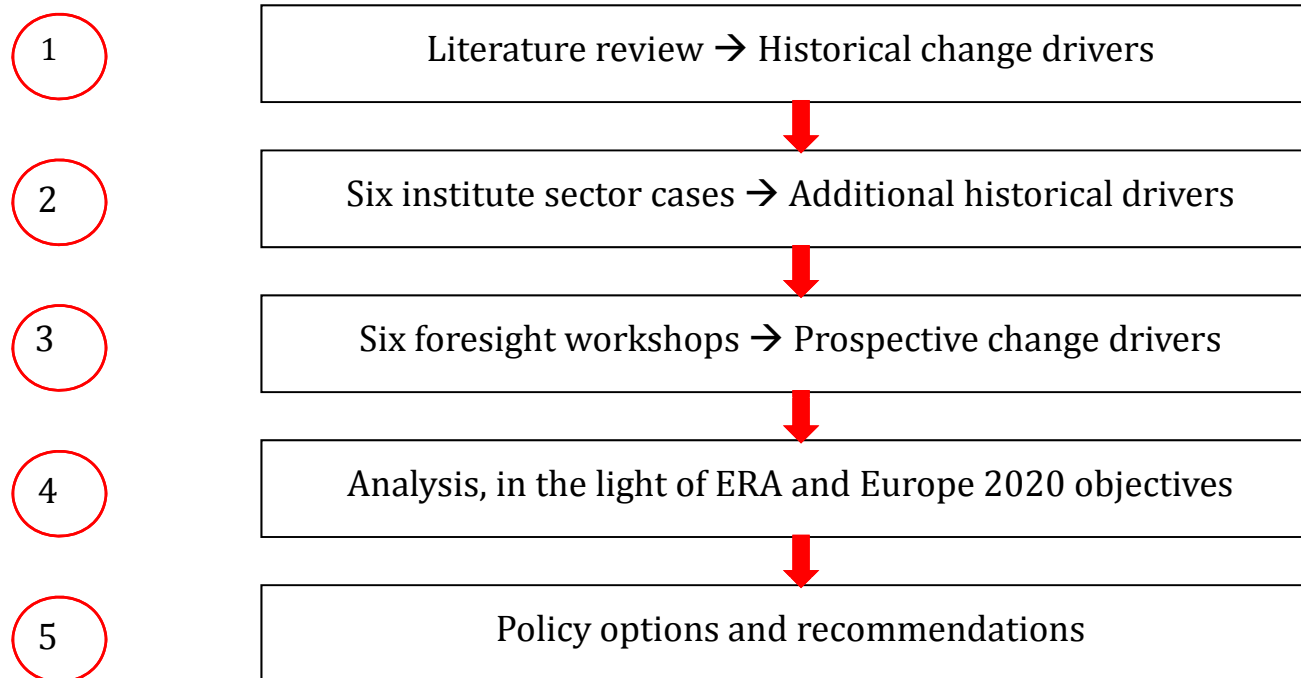 1
Literature review → Historical change drivers
2
Six institute sector cases → Additional historical drivers
3
Six foresight workshops → Prospective change drivers
4
Analysis, in the light of ERA and Europe 2020 objectives
5
Policy options and recommendations